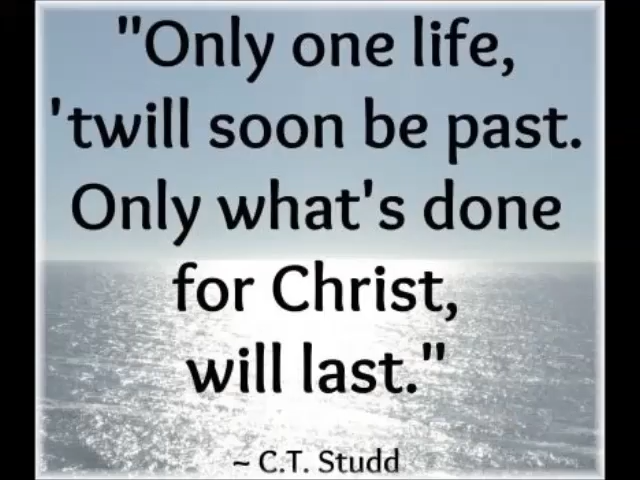 "Only one life,
'twill soon be past.
Only what's done
for Christ,
will last."
~ C.T. Studd